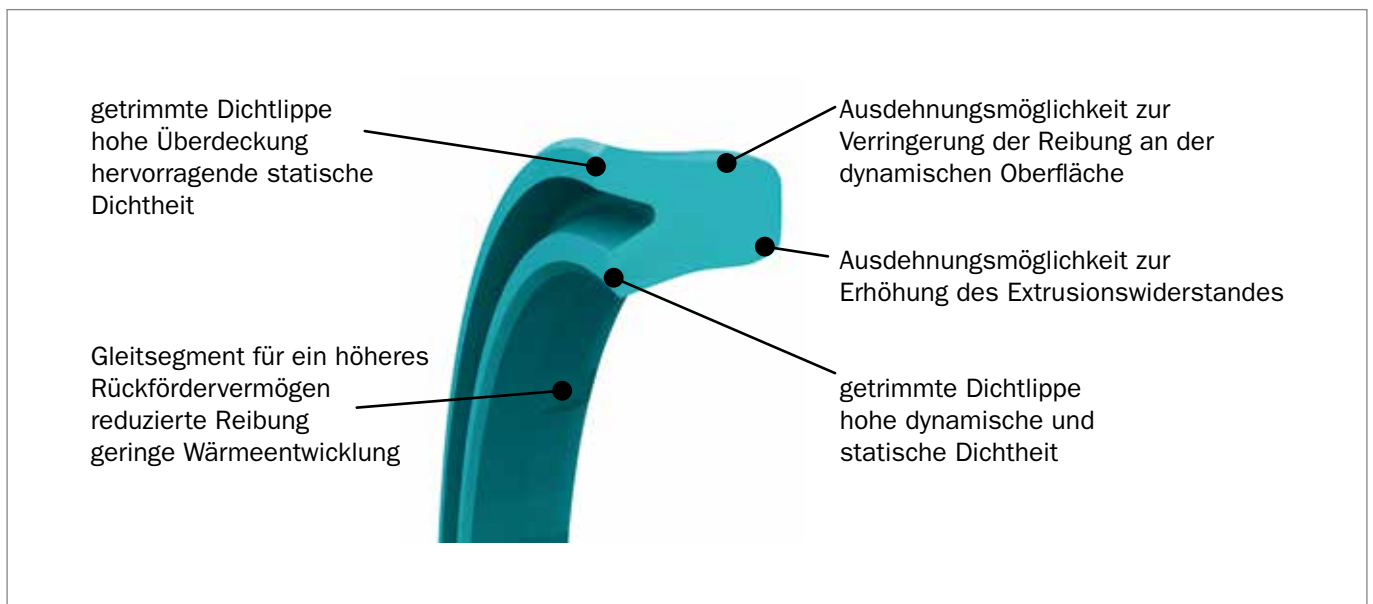 getrimmte Dichtlippe
hohe Überdeckung
hervorragende statische
Dichtheit
Gleitsegment für ein höheres
Rückfördervermögen
reduzierte Reibung
geringe Wärmeentwicklung
Ausdehnungsmöglichkeit zur
Verringerung der Reibung an der
dynamischen Oberfläche
Ausdehnungsmöglichkeit zur
Erhöhung des Extrusionswiderstandes
getrimmte Dichtlippe
hohe dynamische und
statische Dichtheit